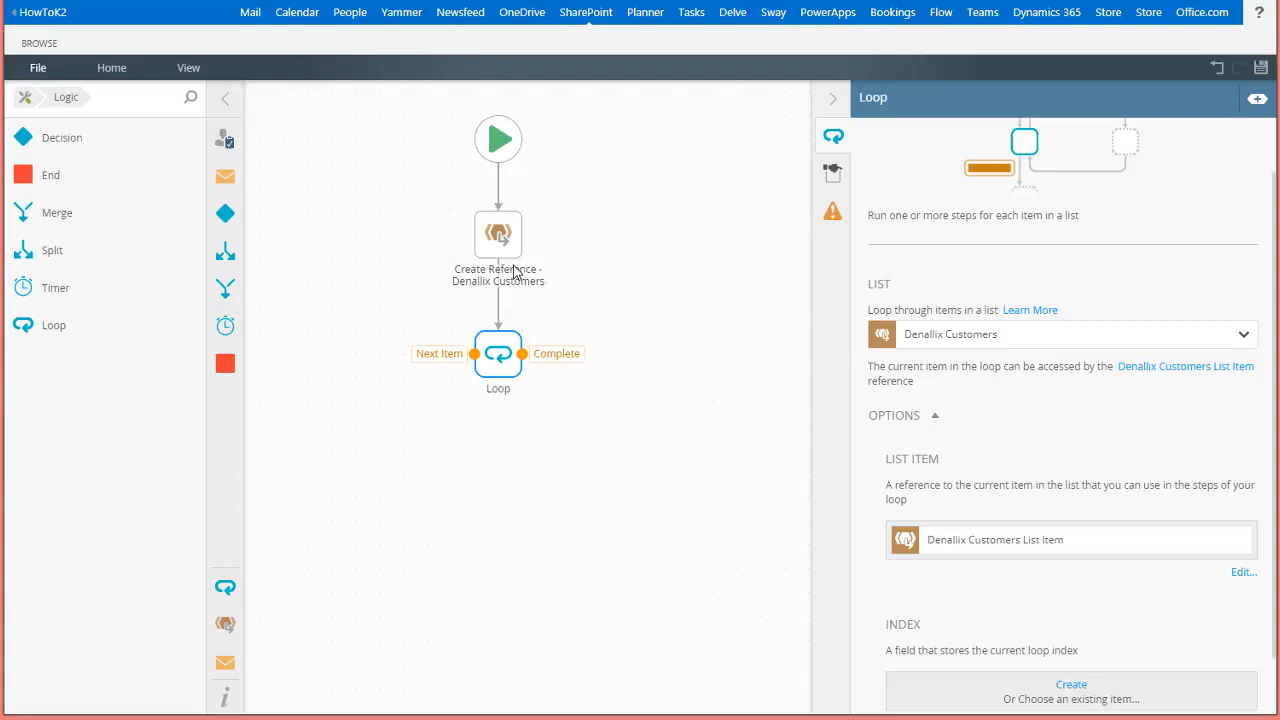 HowToK2 Mail Calendar People Yammer Newsfeed OneDrive SharePoint Planner Tasks Delve Sway PowerApps Bookings Flow Teams Dynamics 365 Store Store Office.com ?
BROWSE
File Home View
Logic
Decision
End
Merge
Split
Timer
Loop
Create Reference -
Denallix Customers
Next Item Complete
Loop
Loop
Run one or more steps for each item in a list
LIST
Loop through items in a list Learn More
Denallix Customers
The current item in the loop can be accessed by the Denallix Customers List Item
reference
OPTIONS
LIST ITEM
A reference to the current item in the list that you can use in the steps of your
loop
Denallix Customers List Item
Edit...
INDEX
A field that stores the current loop index
Create
Or Choose an existing item...